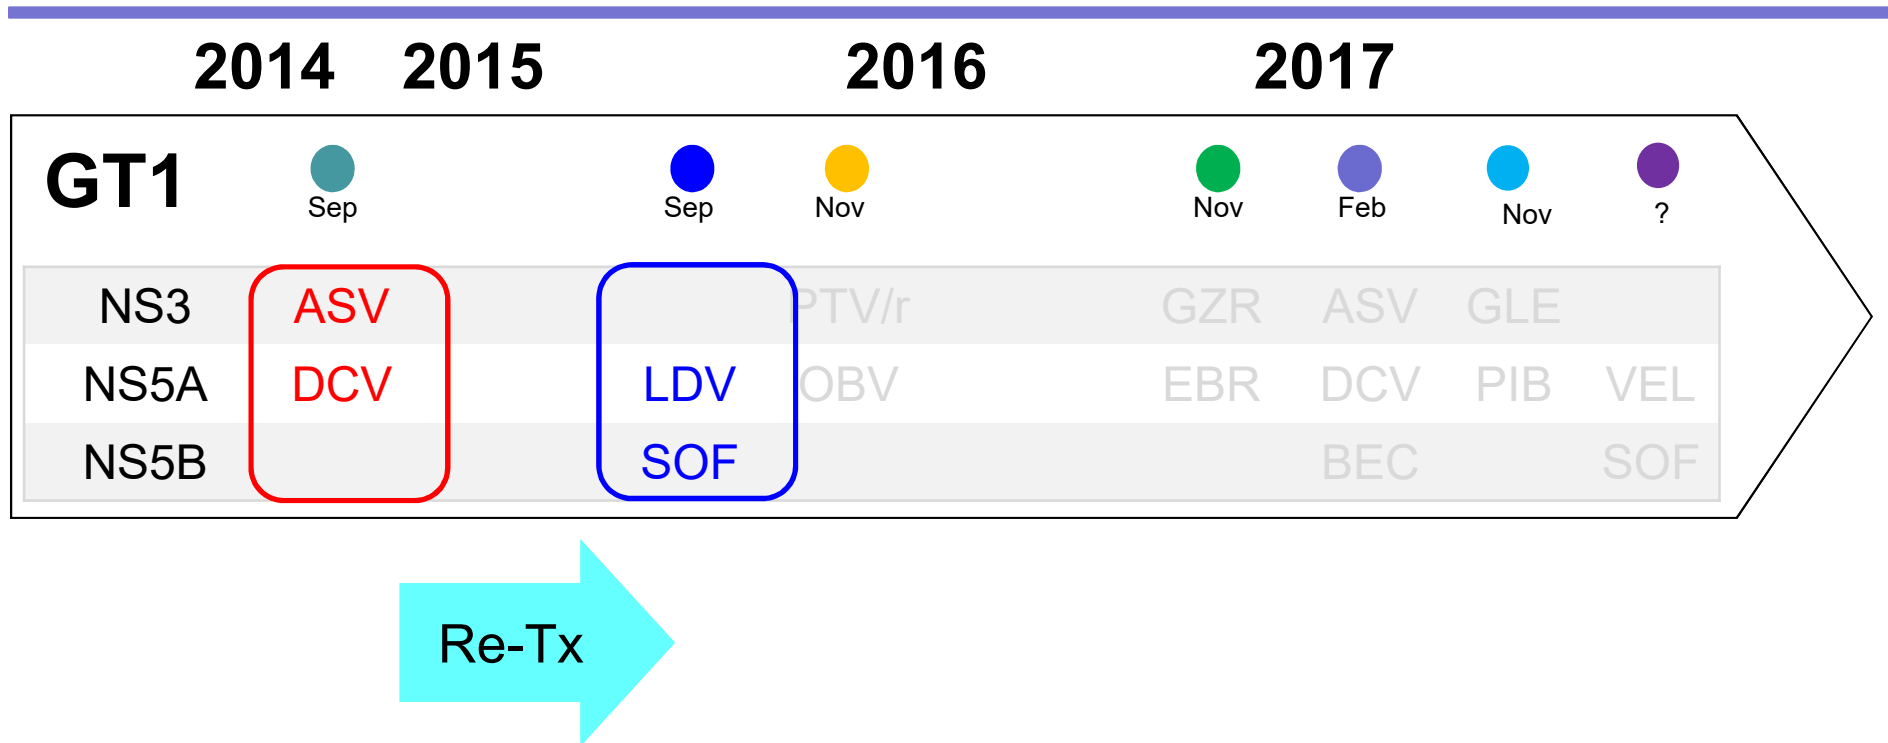 2014 2015 2016 2017
GT1
Sep Sep Nov Nov Feb Nov ?
NS3 ASV PTV/r GZR ASV GLE
NS5A DCV LDV OBV EBR DCV PIB VEL
NS5B SOF BEC SOF
Re-Tx